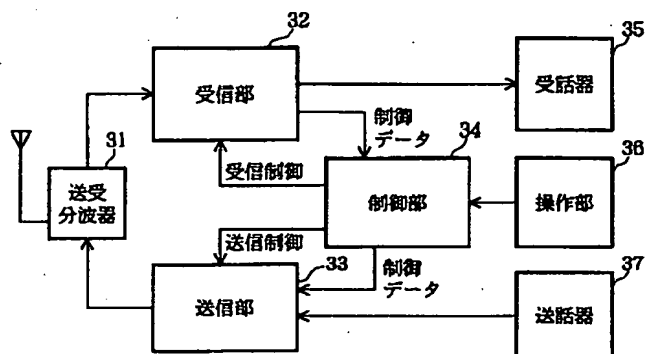 32
受信部
35
受話器
制御
データ
34
31
送受
分波器
受信制御
制御部
36
操作部
送信制御
33
制御
データ
送信部
37
送話器